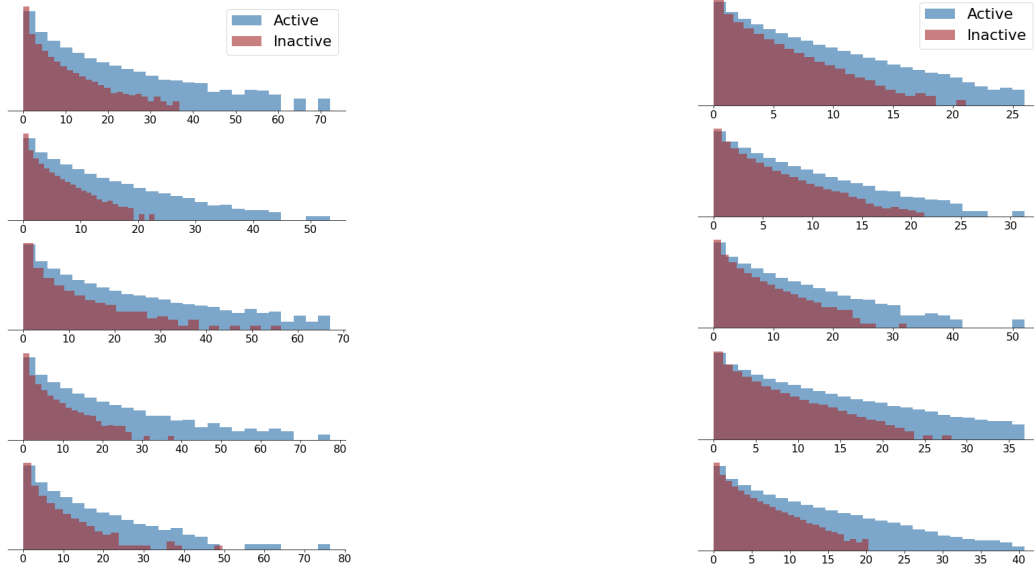 Active
Inactive
0 10 20 30 40 50 60 70
0 10 20 30 40 50
0 10 20 30 40 50 60 70
0 10 20 30 40 50 60 70 80
0 10 20 30 40 50 60 70 80
Active
Inactive
0 5 10 15 20 25
0 5 10 15 20 25 30
0 10 20 30 40 50
0 5 10 15 20 25 30 35
0 5 10 15 20 25 30 35 40